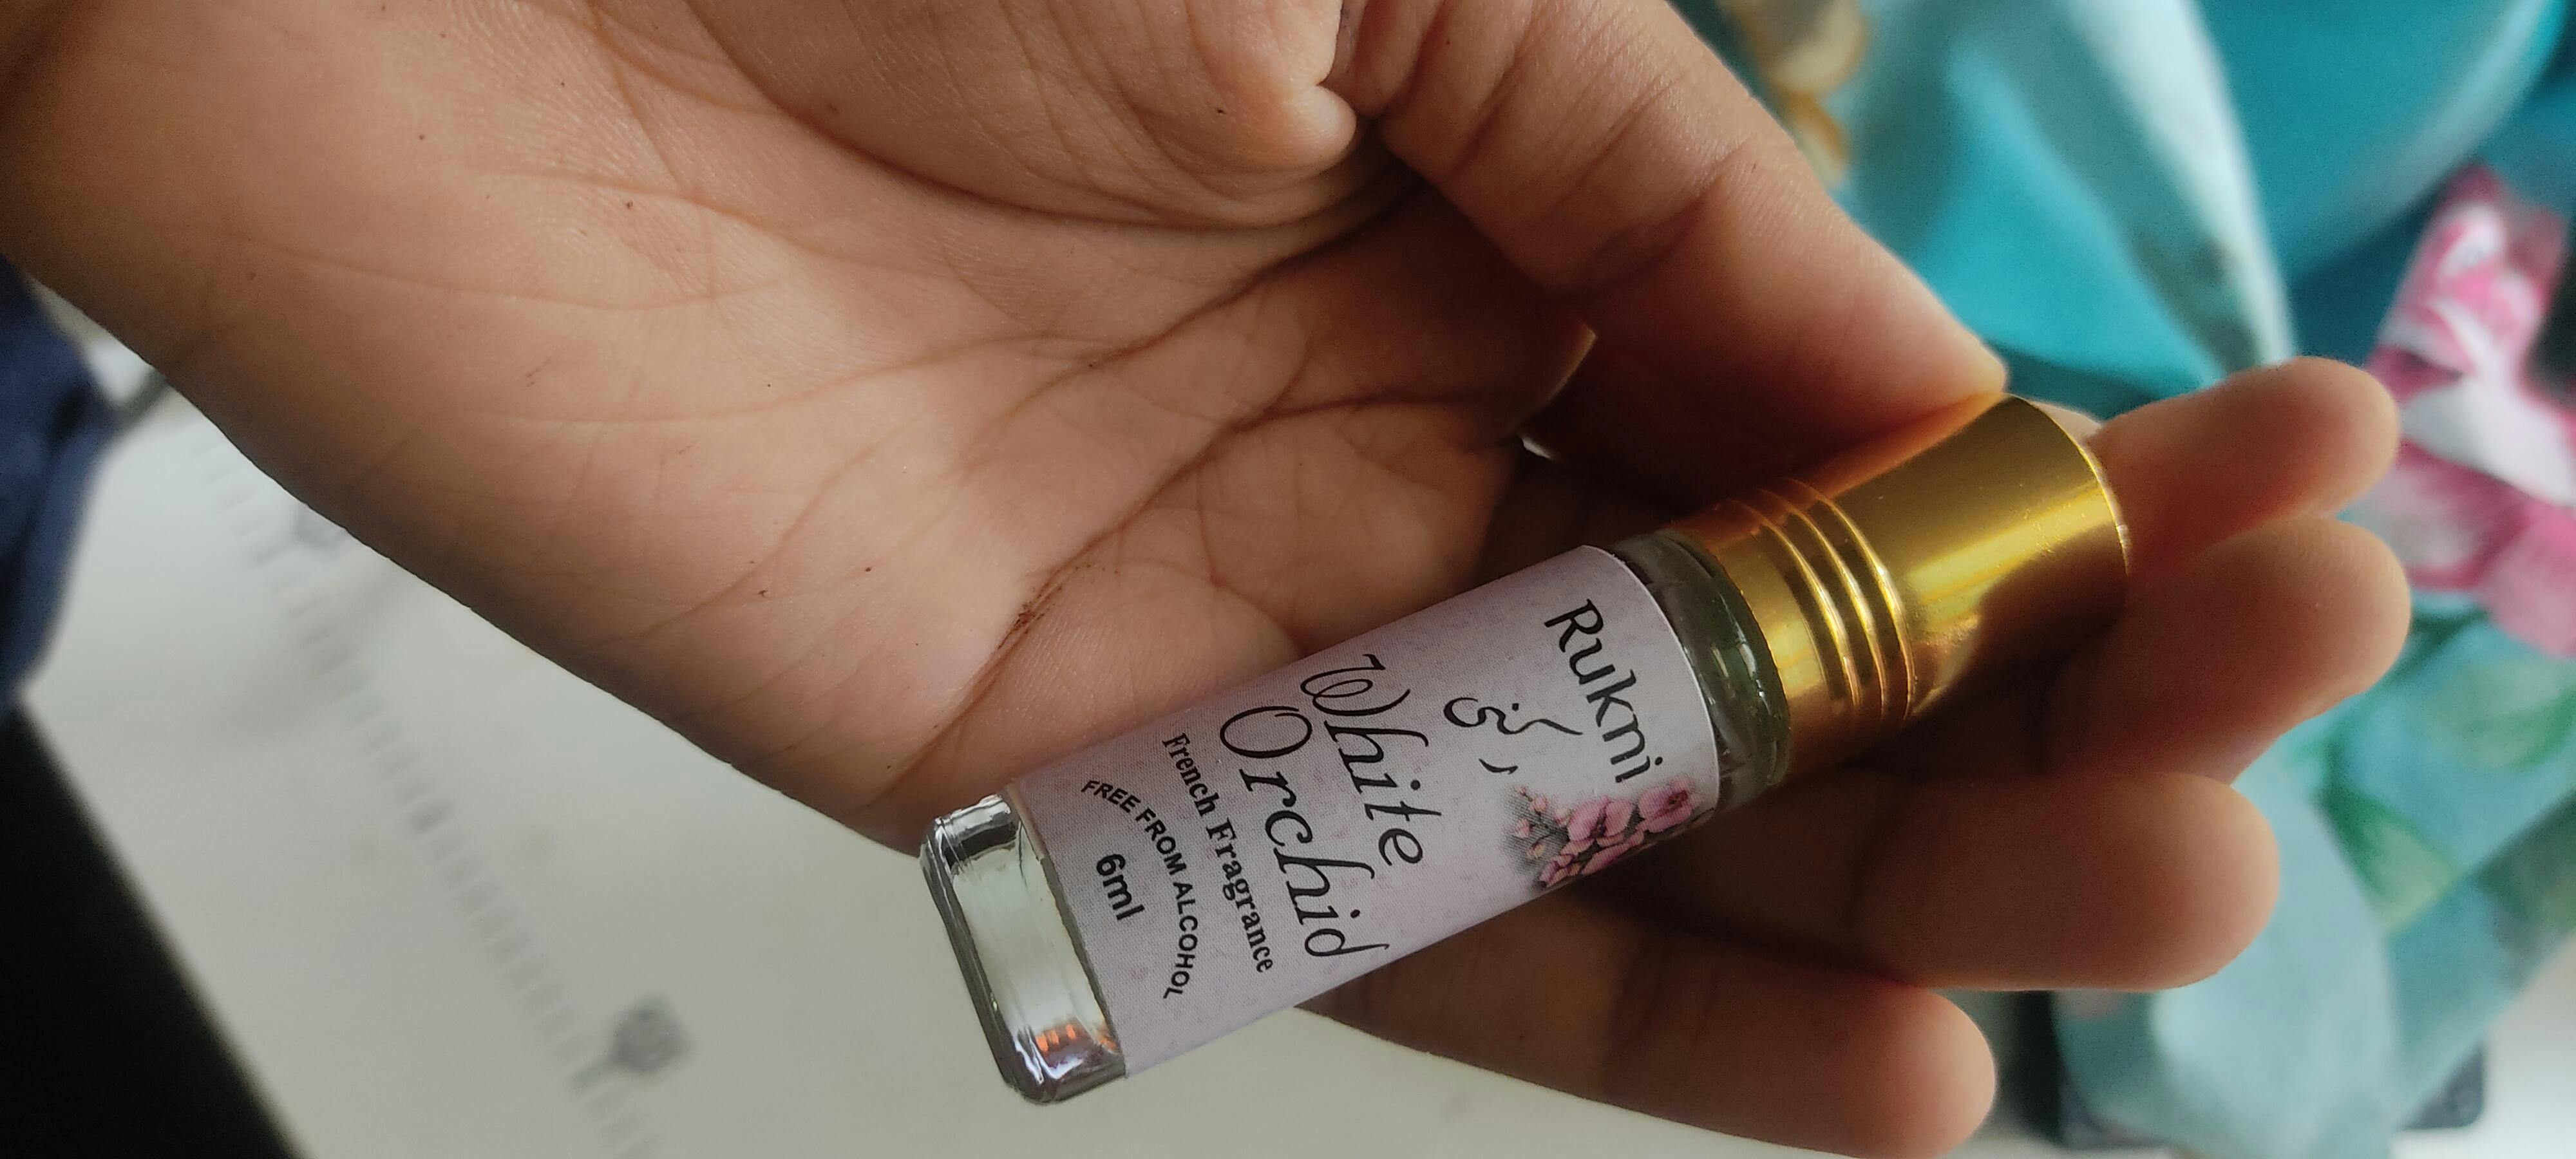 Rukni
White
Orchid
French Fragrance
FREE FROM ALCOHOL
6ml